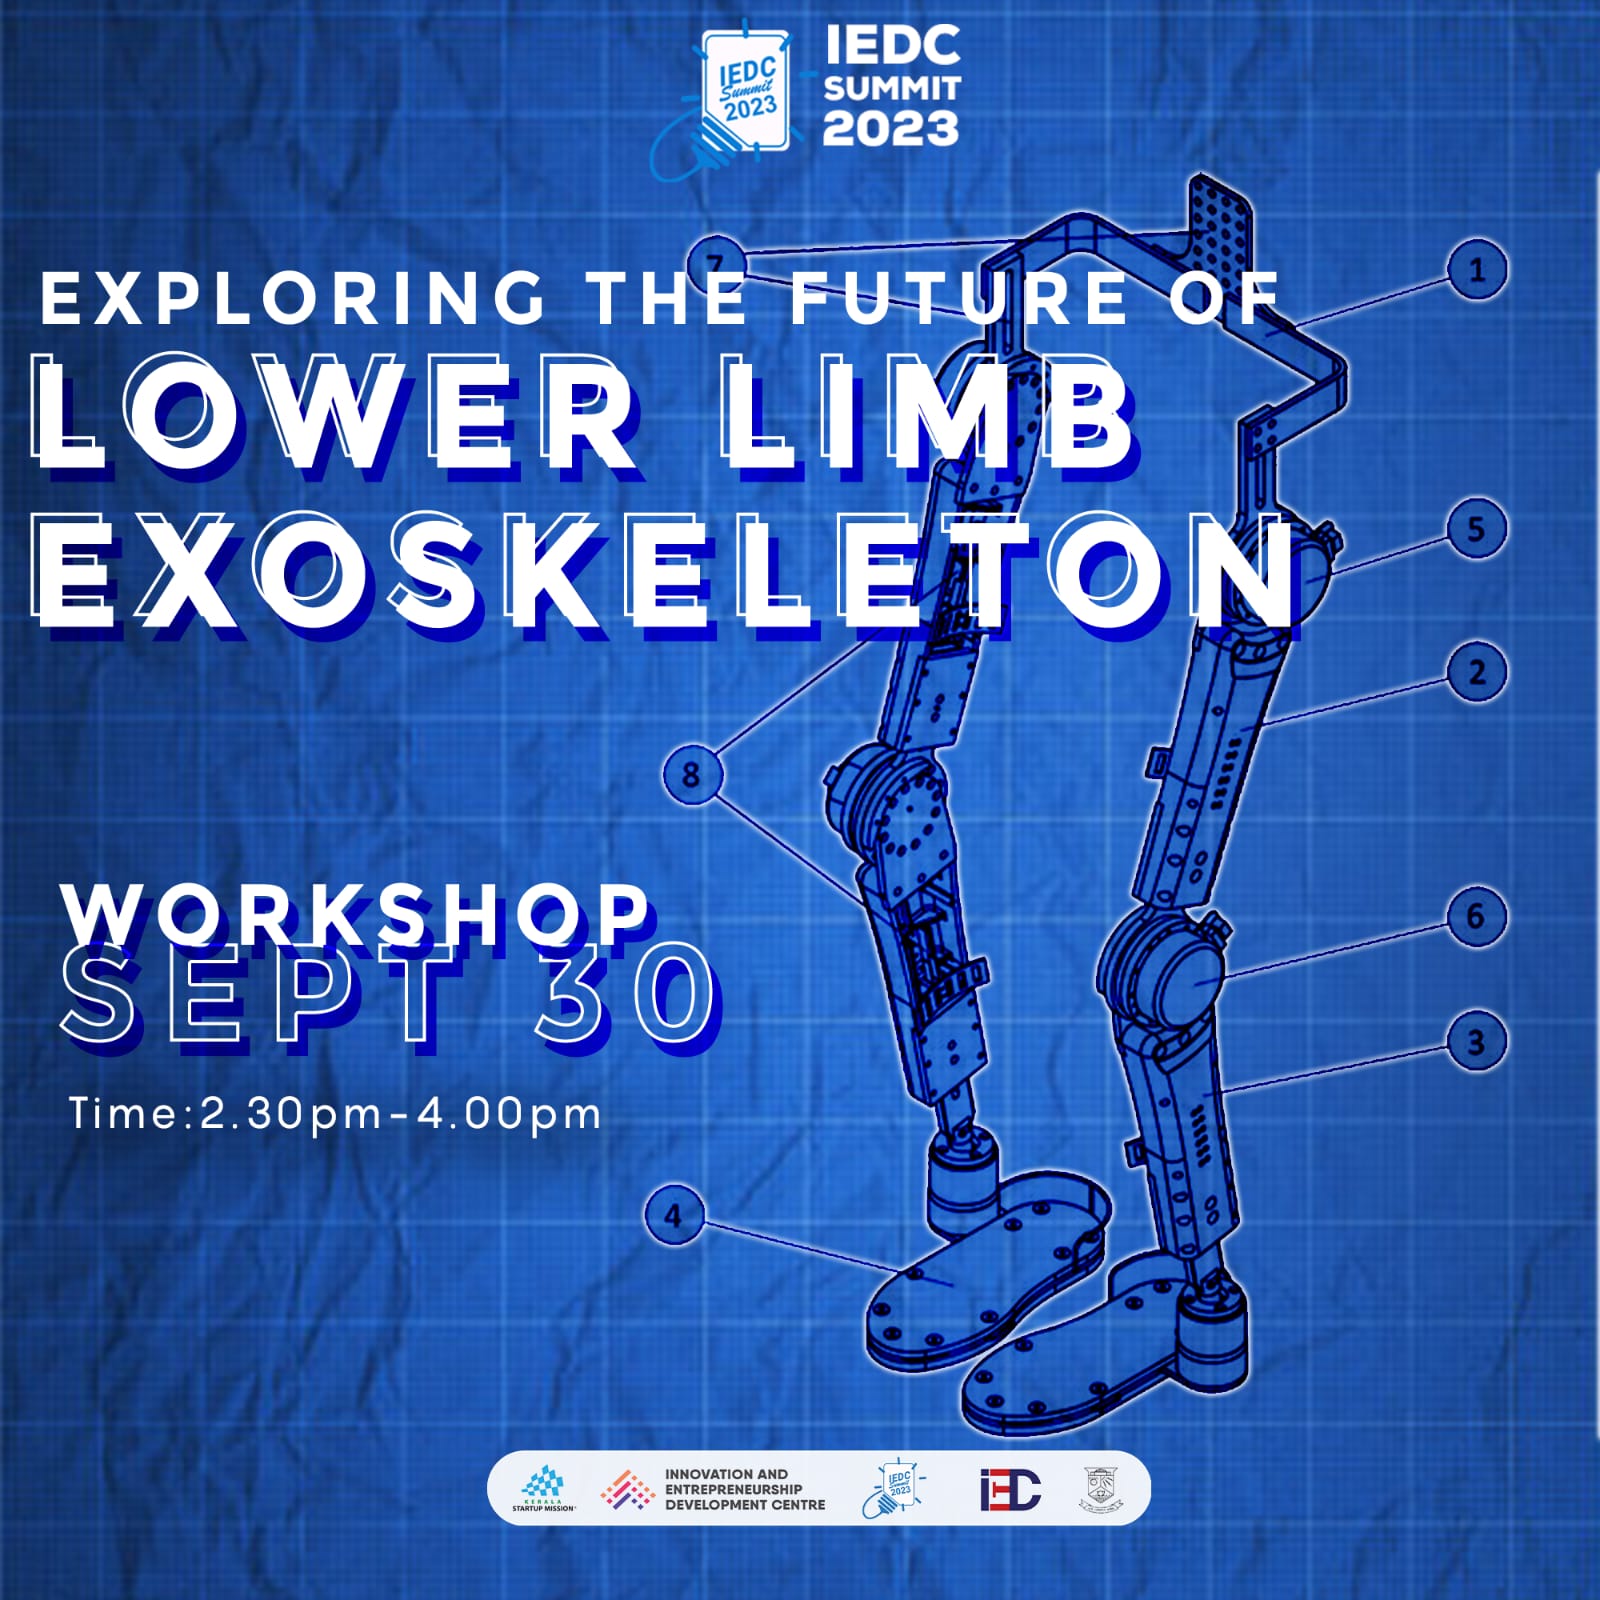 IEDC
Summit
2023
IEDC
SUMMIT
2023
7
1
EXPLORING THE FUTURE OF
LOWER LIMB
EXOSKELETON
5
2
8
6
WORKSHOP
SEPT 30
3
Time:2.30pm-4.00pm
4
KERALA
STARTUP MISSION
INNOVATION AND
ENTREPRENEURSHIP
DEVELOPMENT CENTRE
IEDC
Summit
2023
IEDC